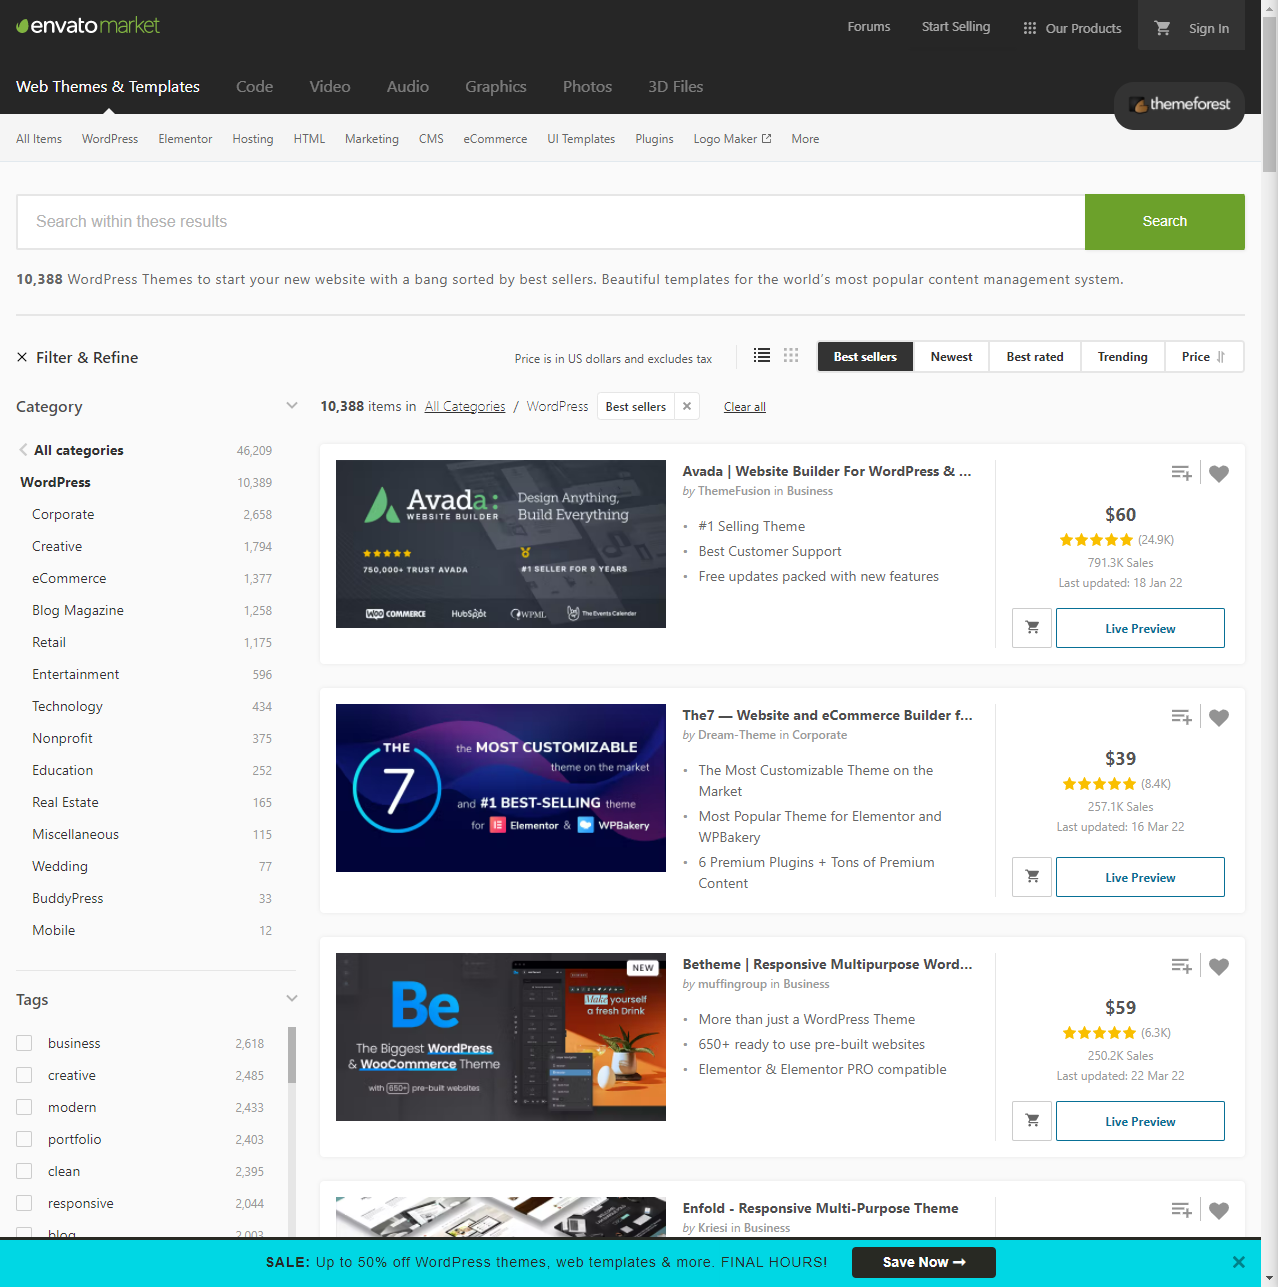 envato market
Forums
Start Selling
Our Products
Sign In
Web Themes & Templates
Code
Video
Audio
Graphics
Photos
3D Files
themeforest
All Items
WordPress
Elementor
Hosting
HTML
Marketing
CMS
eCommerce
UI Templates
Plugins
Logo Maker
More
Search within these results
Search
10,388 WordPress Themes to start your new website with a bang sorted by best sellers. Beautiful templates for the world's most popular content management system.
Filter & Refine
Price is in US dollars and excludes tax
Best sellers
Newest
Best rated
Trending
Price
Category
All categories 46,209
WordPress 10,389
Corporate 2,658
Creative 1,794
eCommerce 1,377
Blog Magazine 1,258
Retail 1,175
Entertainment 596
Technology 434
Nonprofit 375
Education 252
Real Estate 165
Miscellaneous 115
Wedding 77
BuddyPress 33
Mobile 12
Tags
business 2,618
creative 2,485
modern 2,433
portfolio 2,403
clean 2,395
responsive 2,044
blog 2,003
10,388 items in All Categories / WordPress
Best sellers
Clear all
Avada:
WEBSITE BUILDER
Design Anything,
Build Everything
750,000+ TRUST AVADA
#1 SELLER FOR 9 YEARS
WOO COMMERCE
HubSpot
WPML
The Events Calendar
Avada | Website Builder For WordPress & ...
by ThemeFusion in Business
#1 Selling Theme
Best Customer Support
Free updates packed with new features
$60
(24.9K)
791.3K Sales
Last updated: 18 Jan 22
Live Preview
THE
7
the MOST CUSTOMIZABLE
theme on the market
and #1 BEST-SELLING theme
for Elementor & WPBakery
The7 — Website and eCommerce Builder f...
by Dream-Theme in Corporate
The Most Customizable Theme on the
Market
Most Popular Theme for Elementor and
WPBakery
6 Premium Plugins + Tons of Premium
Content
$39
(8.4K)
257.1K Sales
Last updated: 16 Mar 22
Live Preview
NEW
Be
The Biggest WordPress
& WooCommerce Theme
with 650+ pre-built websites
Make yourself
a fresh Drink
Betheme | Responsive Multipurpose Word...
by muffingroup in Business
More than just a WordPress Theme
650+ ready to use pre-built websites
Elementor & Elementor PRO compatible
$59
(6.3K)
250.2K Sales
Last updated: 22 Mar 22
Live Preview
Enfold - Responsive Multi-Purpose Theme
by Kriesi in Business
SALE: Up to 50% off WordPress themes, web templates & more. FINAL HOURS!
Save Now →